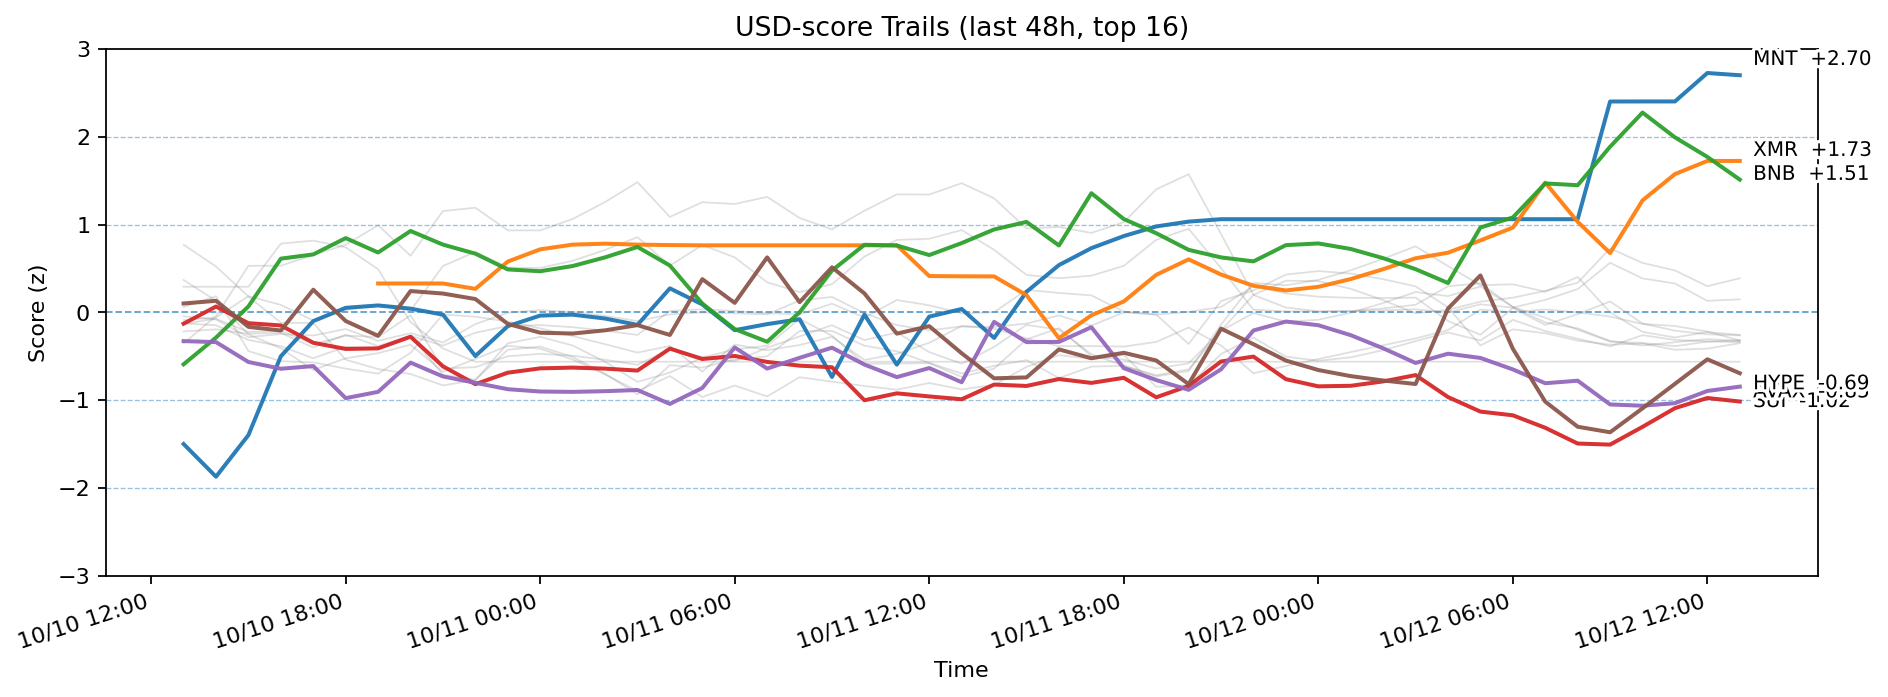 USD-score Trails (last 48h, top 16)
Score (z)
3
2
1
0
−1
−2
−3
MNT +2.70
XMR +1.73
BNB +1.51
HYPE -0.69
SUI -1.02
10/10 12:00
10/10 18:00
10/11 00:00
10/11 06:00
10/11 12:00
10/11 18:00
10/12 00:00
10/12 06:00
10/12 12:00
Time